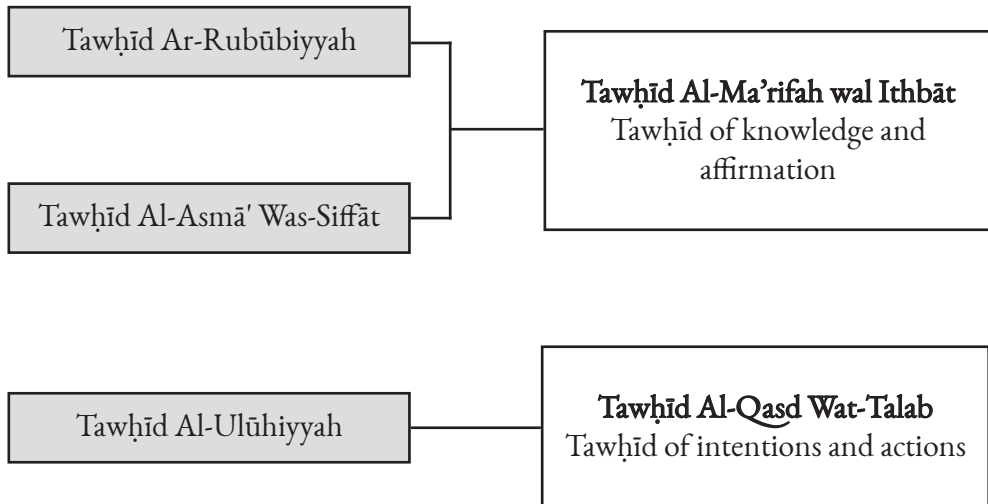 Tawḥīd Ar-Rubūbiyyah
Tawḥīd Al-Ma’rifah wal Ithbāt
Tawḥīd of knowledge and
affirmation
Tawḥīd Al-Asmā' Was-Siffāt
Tawḥīd Al-Ulūhiyyah
Tawḥīd Al-Qasd Wat-Talab
Tawḥīd of intentions and actions